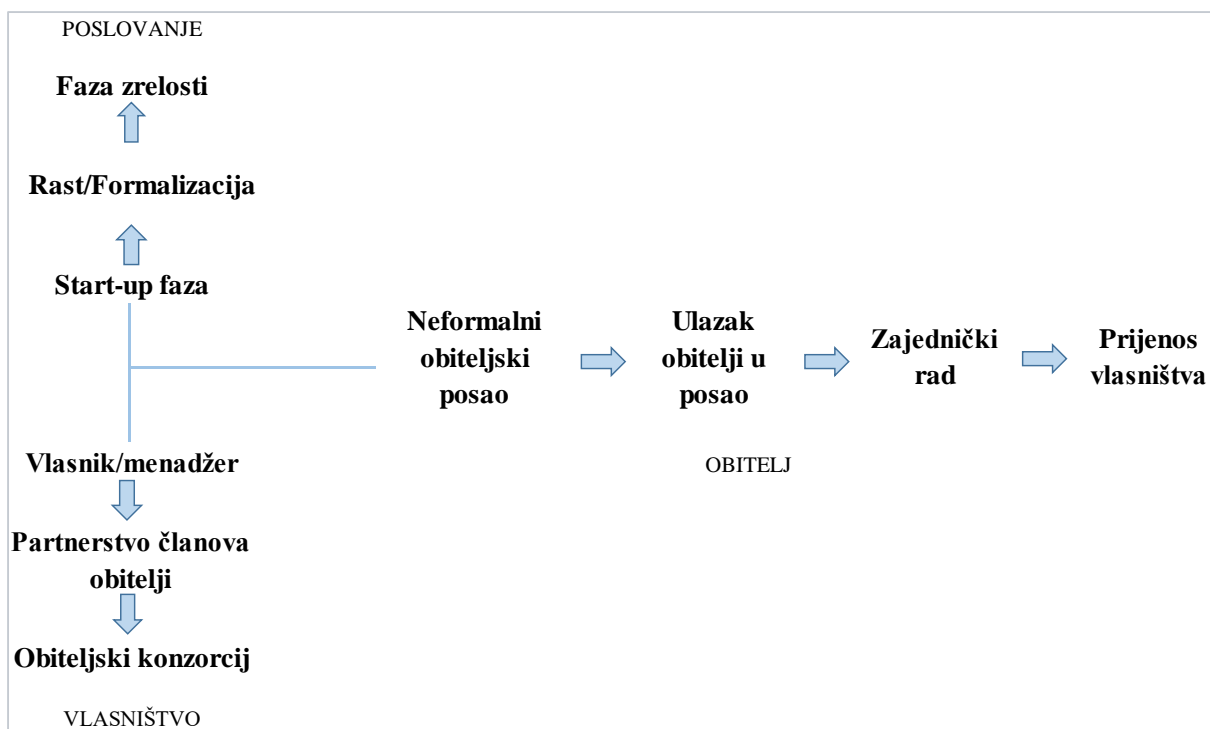 POSLOVANJE
Faza zrelosti
Rast/Formalizacija
Start-up faza
Neformalni
obiteljski
posao
Ulazak
obitelji u
posao
Zajednički
rad
Prijenos
vlasništva
Vlasnik/menadžer
OBITELJ
Partnerstvo članova
obitelji
Obiteljski konzorcij
VLASNIŠTVO